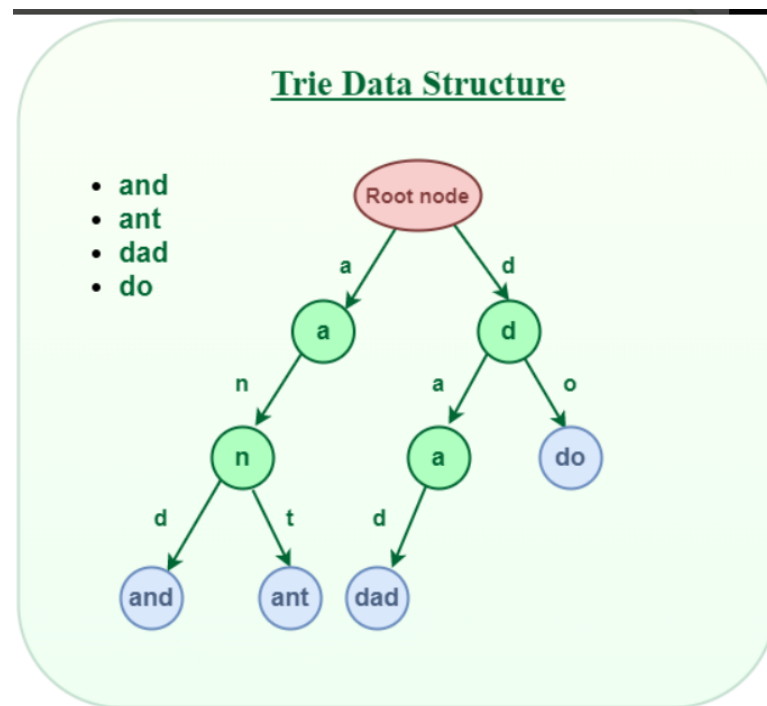 Trie Data Structure
• and
• ant
• dad
• do
Root node
a d
a d
n a o
n a do
d t d
and ant dad